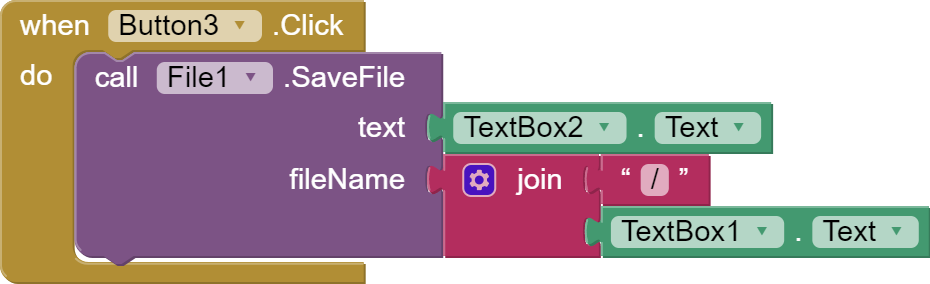 when Button3 .Click
do call File1 .SaveFile
text TextBox2 . Text
fileName join “ / ”
TextBox1 . Text